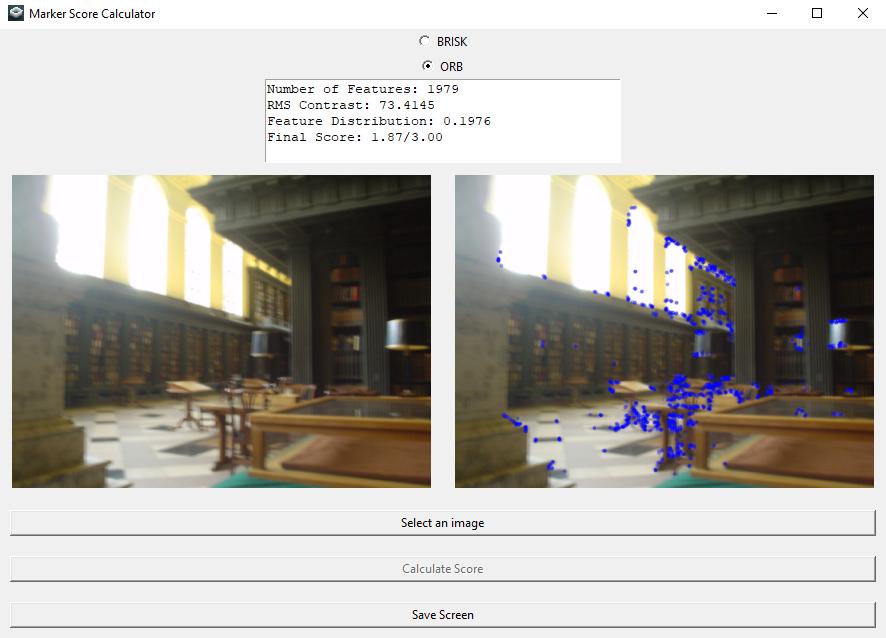 Marker Score Calculator
BRISK
ORB
Number of Features: 1979
RMS Contrast: 73.4145
Feature Distribution: 0.1976
Final Score: 1.87/3.00
Select an image
Calculate Score
Save Screen